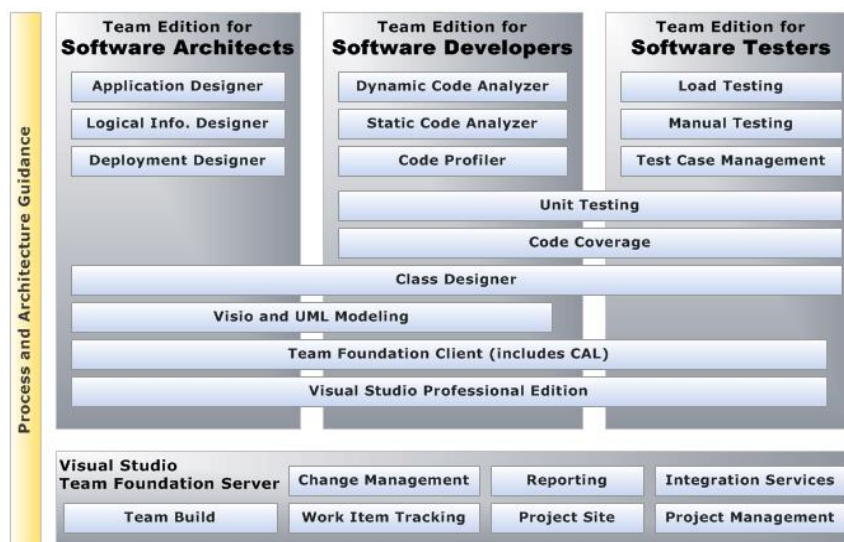 Process and Architecture Guidance
Team Edition for
Software Architects
Application Designer
Logical Info. Designer
Deployment Designer
Team Edition for
Software Developers
Dynamic Code Analyzer
Static Code Analyzer
Code Profiler
Team Edition for
Software Testers
Load Testing
Manual Testing
Test Case Management
Unit Testing
Code Coverage
Class Designer
Visio and UML Modeling
Team Foundation Client (includes CAL)
Visual Studio Professional Edition
Visual Studio
Team Foundation Server
Change Management
Reporting
Integration Services
Team Build
Work Item Tracking
Project Site
Project Management